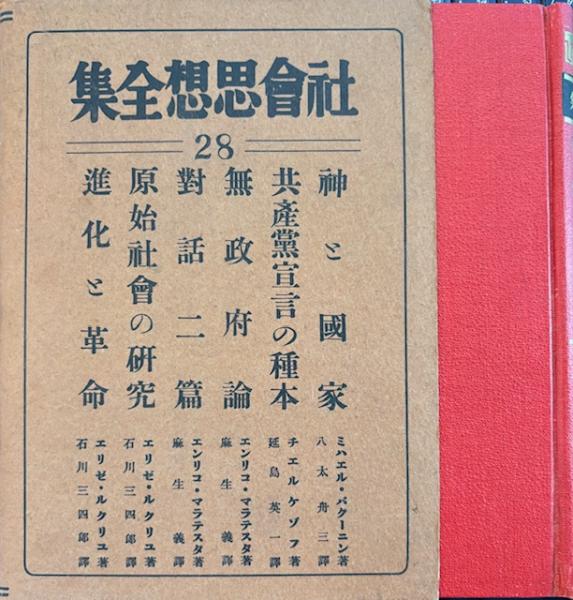 社會思想全集
28
神と國家
共產黨宣言の種本
無政府論
對話二篇
原始社會の研究
進化と革命
ミハエル・バクーニン著
八太舟三譯
チエルケゾフ著
延島英一譯
エンリコ・マラテスタ著
麻生義譯
エンリコ・マラテスタ著
麻生義譯
エリゼ・ルクリユ著
石川三四郎譯
エリゼ・ルクリユ著
石川三四郎譯